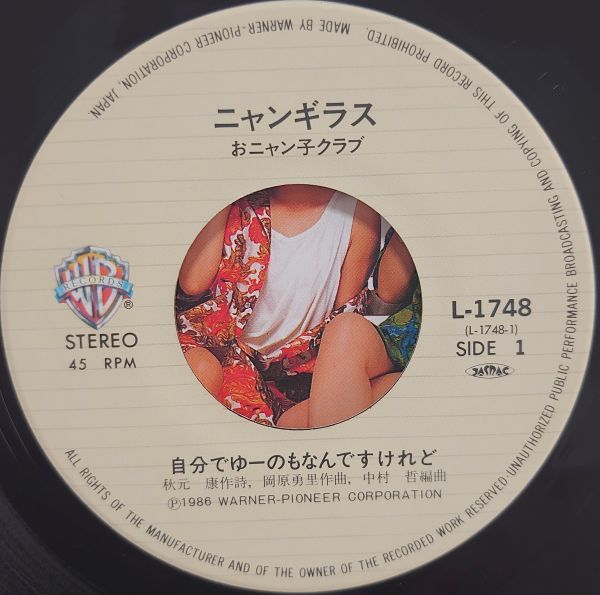 MADE BY WARNER-PIONEER CORPORATION, JAPAN
ニャンギラス
おニャン子クラブ
WB
RECORDS
®
STEREO
45 RPM
L-1748
(L-1748-1)
SIDE 1
JASRAC
自分でゆーのもなんですけれど
秋元 康作詩, 岡原勇里作曲, 中村 哲編曲
Ⓟ1986 WARNER-PIONEER CORPORATION
ALL RIGHTS OF THE MANUFACTURER AND OF THE OWNER OF THE RECORDED WORK RESERVED·UNAUTHORIZED PUBLIC PERFORMANCE BROADCASTING AND COPYING OF THIS RECORD PROHIBITED.